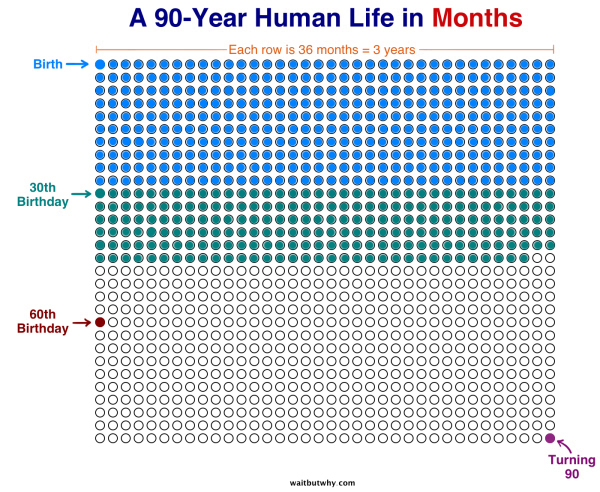 A 90-Year Human Life in Months
Each row is 36 months = 3 years
Birth
30th
Birthday
60th
Birthday
Turning
90
waitbutwhy.com